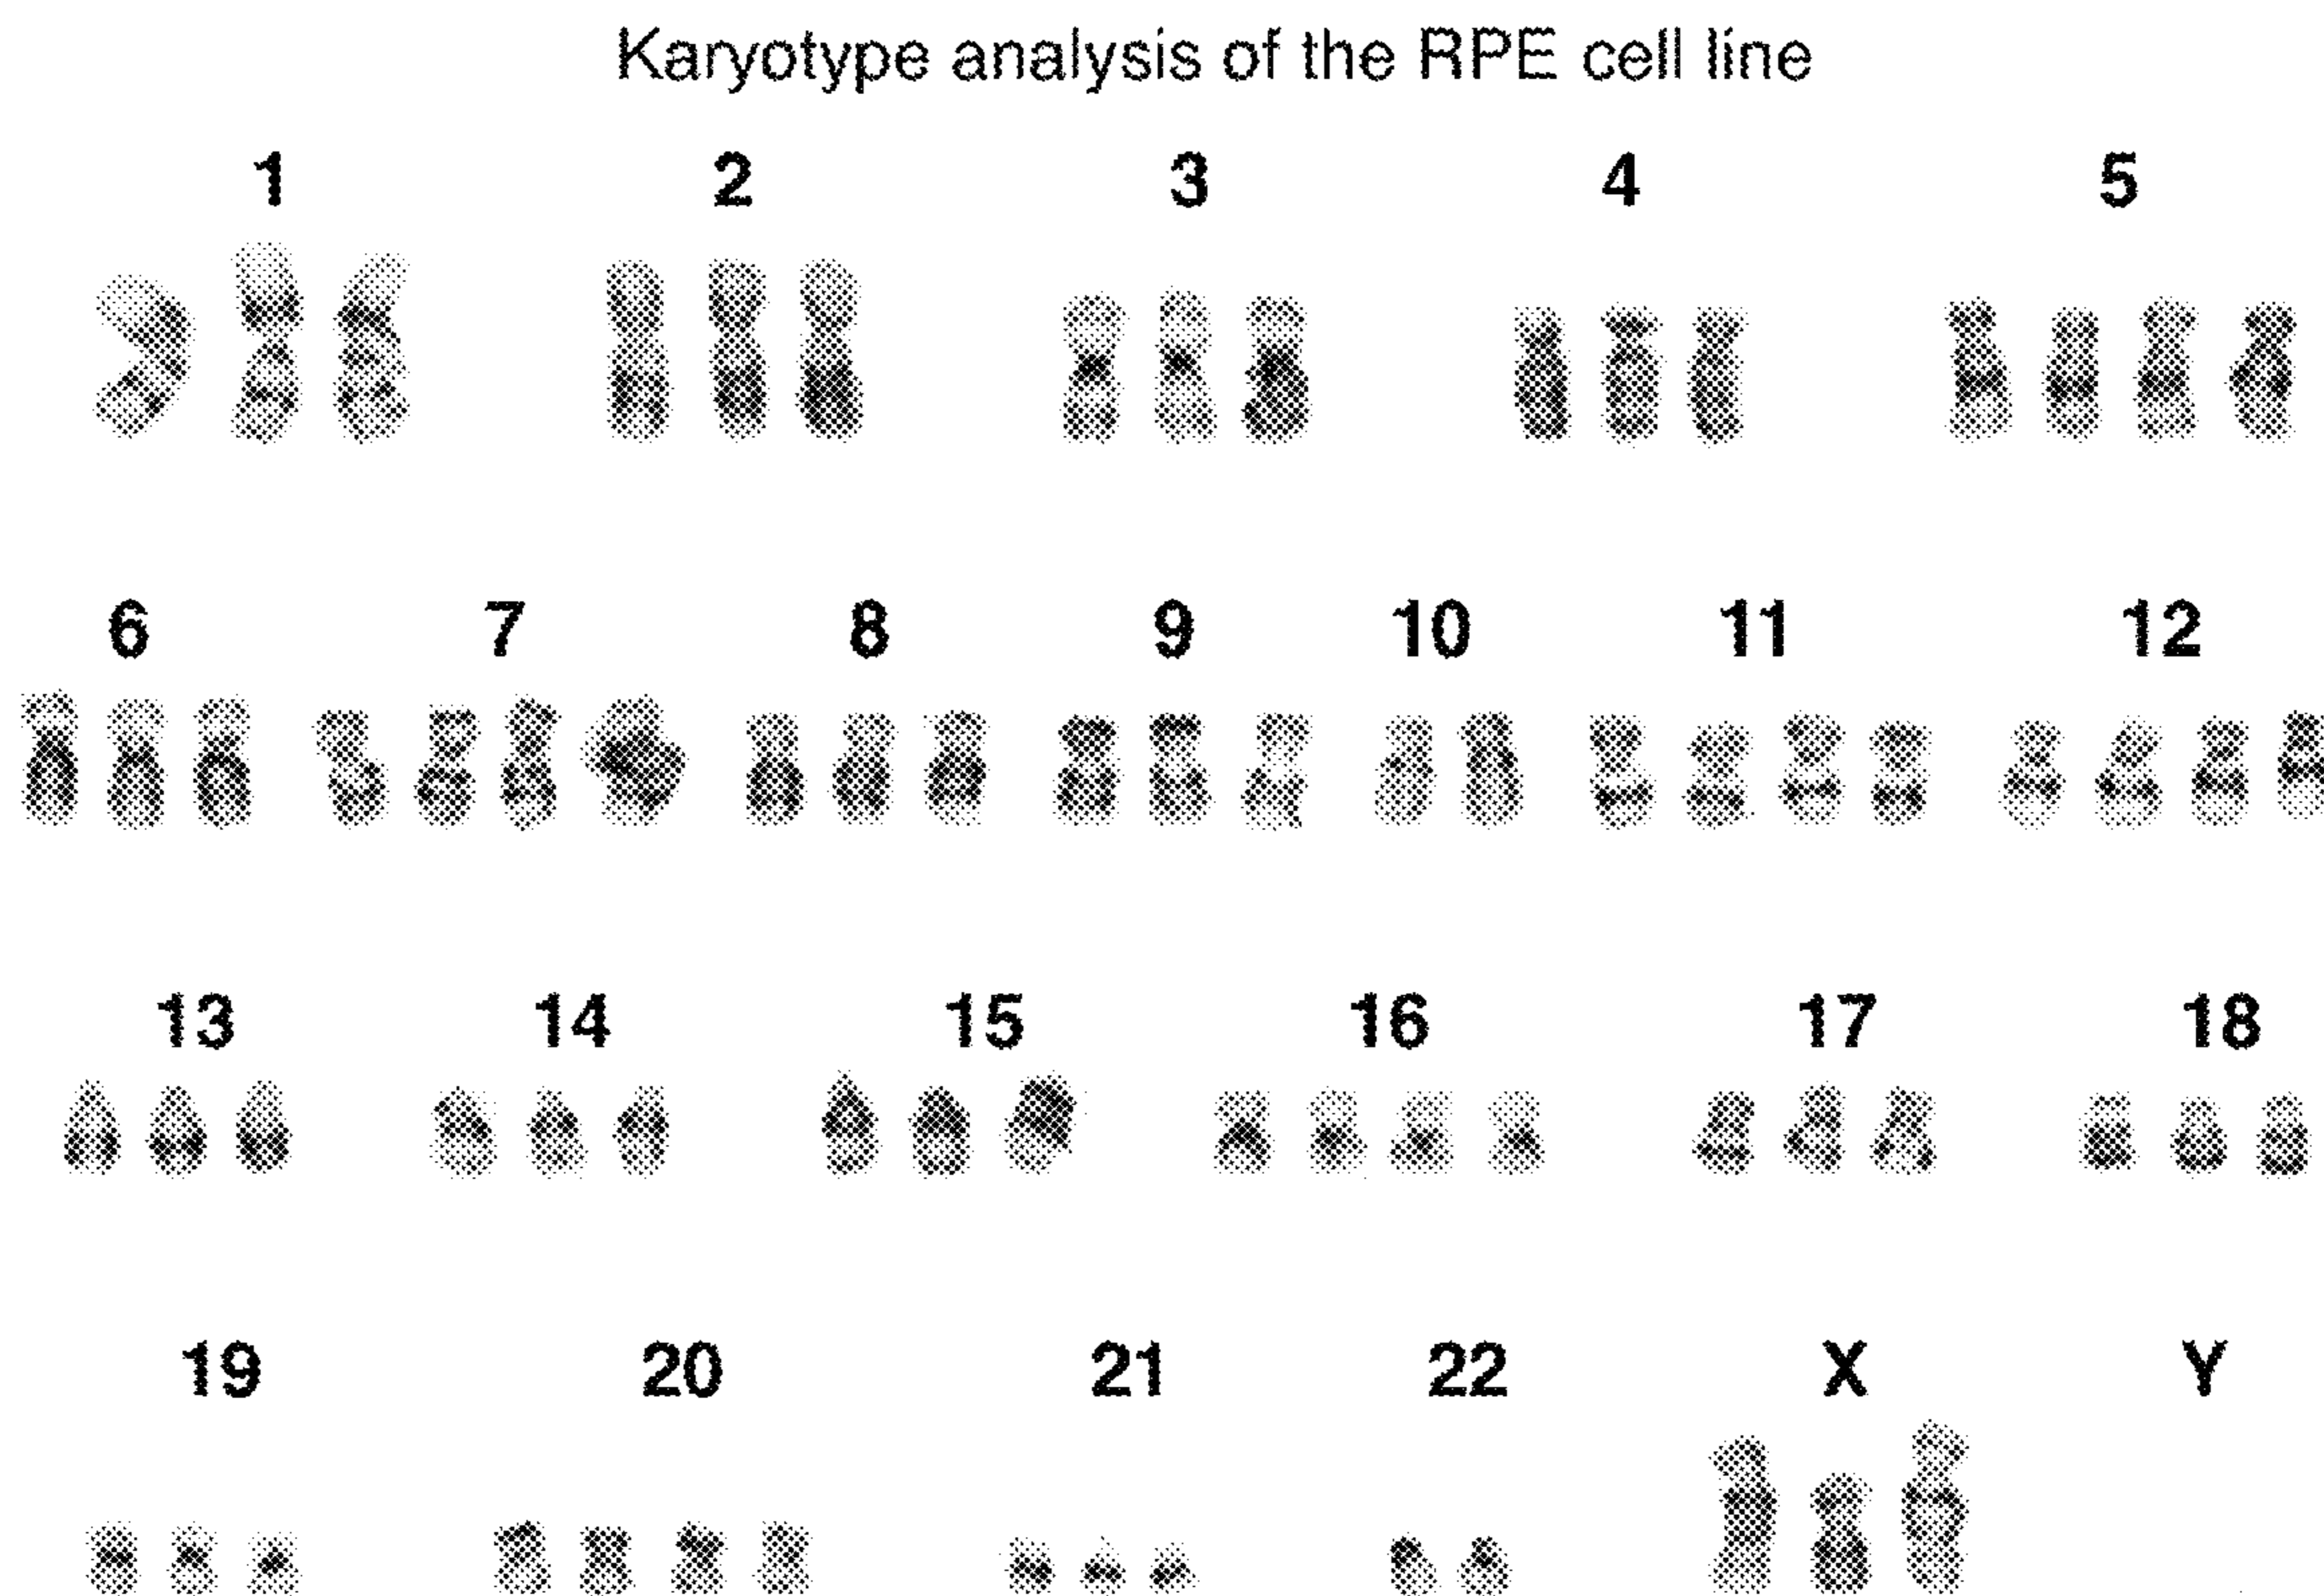 Karyotype analysis of the RPE cell line
1 2 3 4 5
6 7 8 9 10 11 12
13 14 15 16 17 18
19 20 21 22 X Y